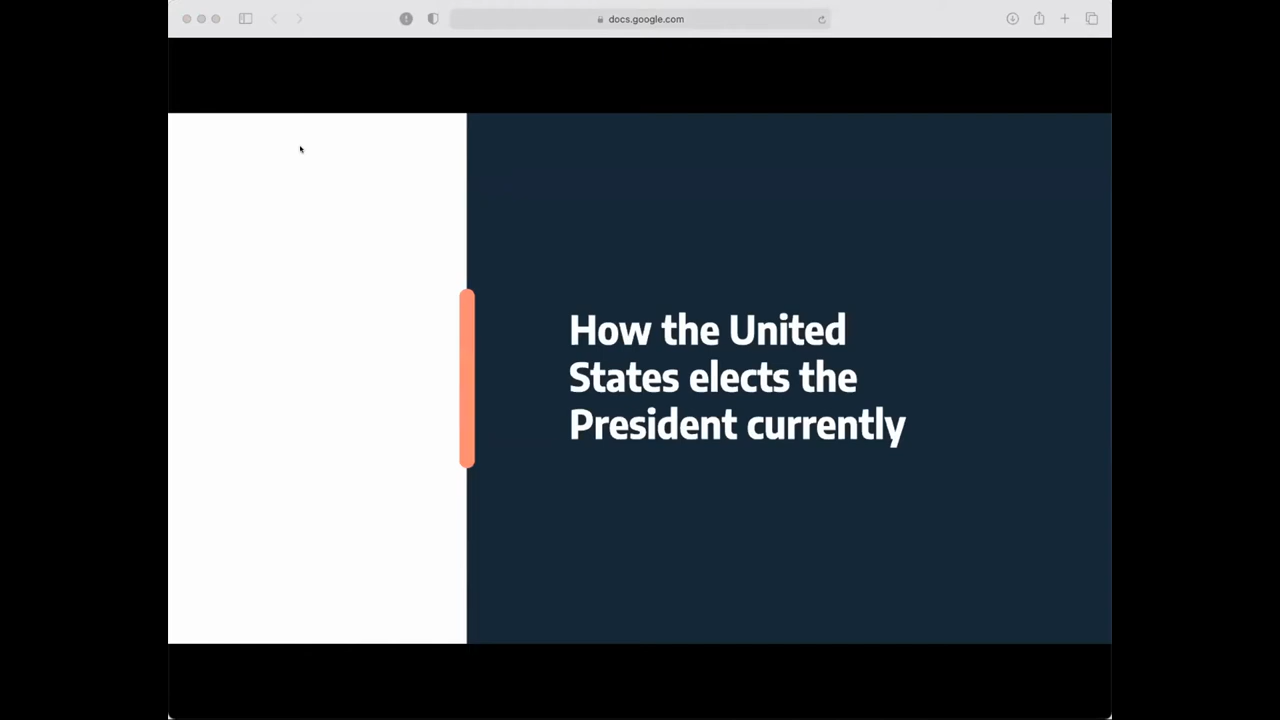 docs.google.com
How the United
States elects the
President currently